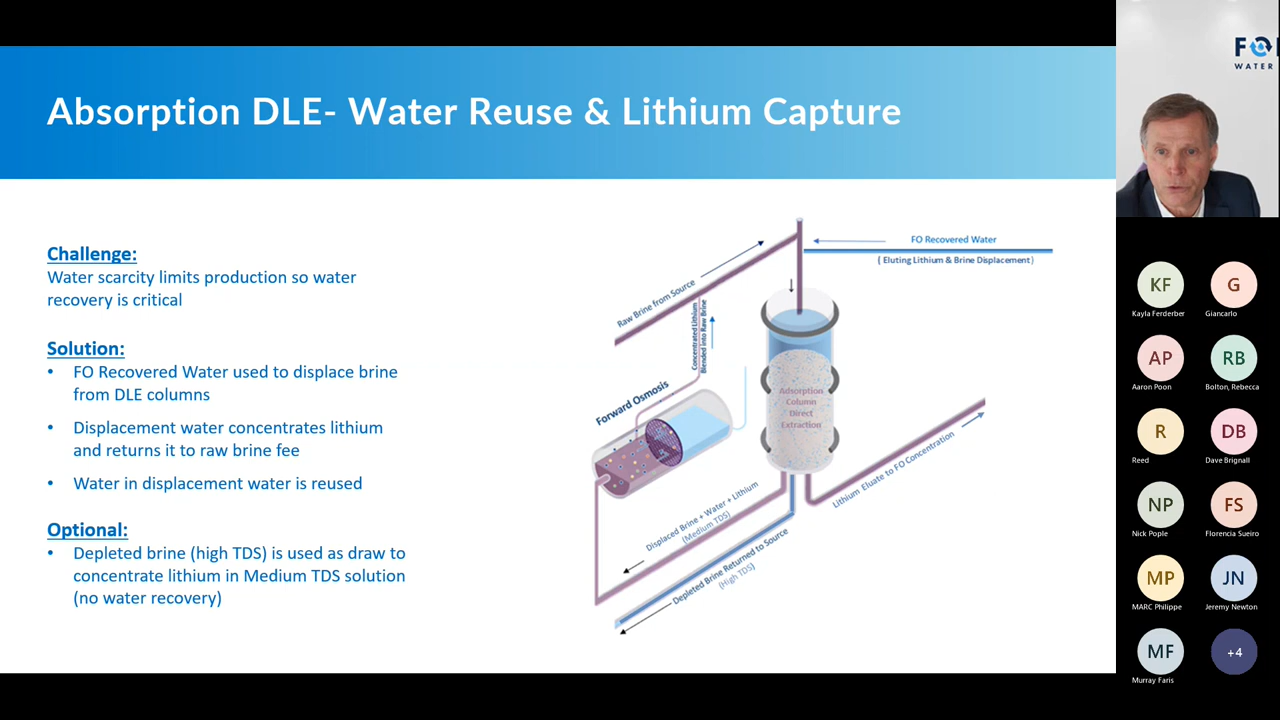 Absorption DLE- Water Reuse & Lithium Capture
Challenge:
Water scarcity limits production so water
recovery is critical
Solution:
• FO Recovered Water used to displace brine
from DLE columns
• Displacement water concentrates lithium
and returns it to raw brine fee
• Water in displacement water is reused
Optional:
• Depleted brine (high TDS) is used as draw to
concentrate lithium in Medium TDS solution
(no water recovery)
FO Recovered Water
( Eluting Lithium & Brine Displacement)
Raw Brine from Source
Concentrated Lithium
Blended into Raw Brine
Forward Osmosis
Adsorption
Column
Direct
Extraction
Lithium Eluate to FO Concentration
Displaced Brine + Water + Lithium
(Medium TDS)
Depleted Brine Returned to Source
(High TDS)
WATER
KF
Kayla Ferderber
G
Giancarlo
AP
Aaron Poon
RB
Bolton, Rebecca
R
Reed
DB
Dave Brignall
NP
Nick Pople
FS
Florencia Sueiro
MP
MARC Philippe
JN
Jeremy Newton
MF
Murray Faris
+4